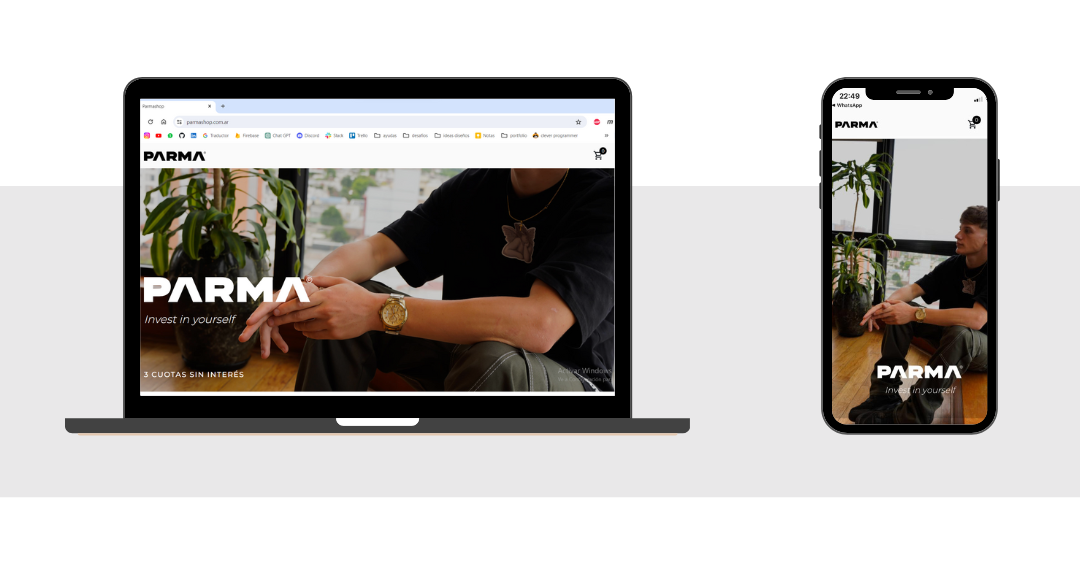 Parmashop
parmashop.com.ar
Traductor Firebase Chat GPT Discord Slack Trello ayudas desafios ideas diseños Notas portfolio clever programmer
PARMA
0
PARMA
Invest in yourself
3 CUOTAS SIN INTERÉS
Activar Windows
22:49
WhatsApp
PARMA
0
PARMA
Invest in yourself